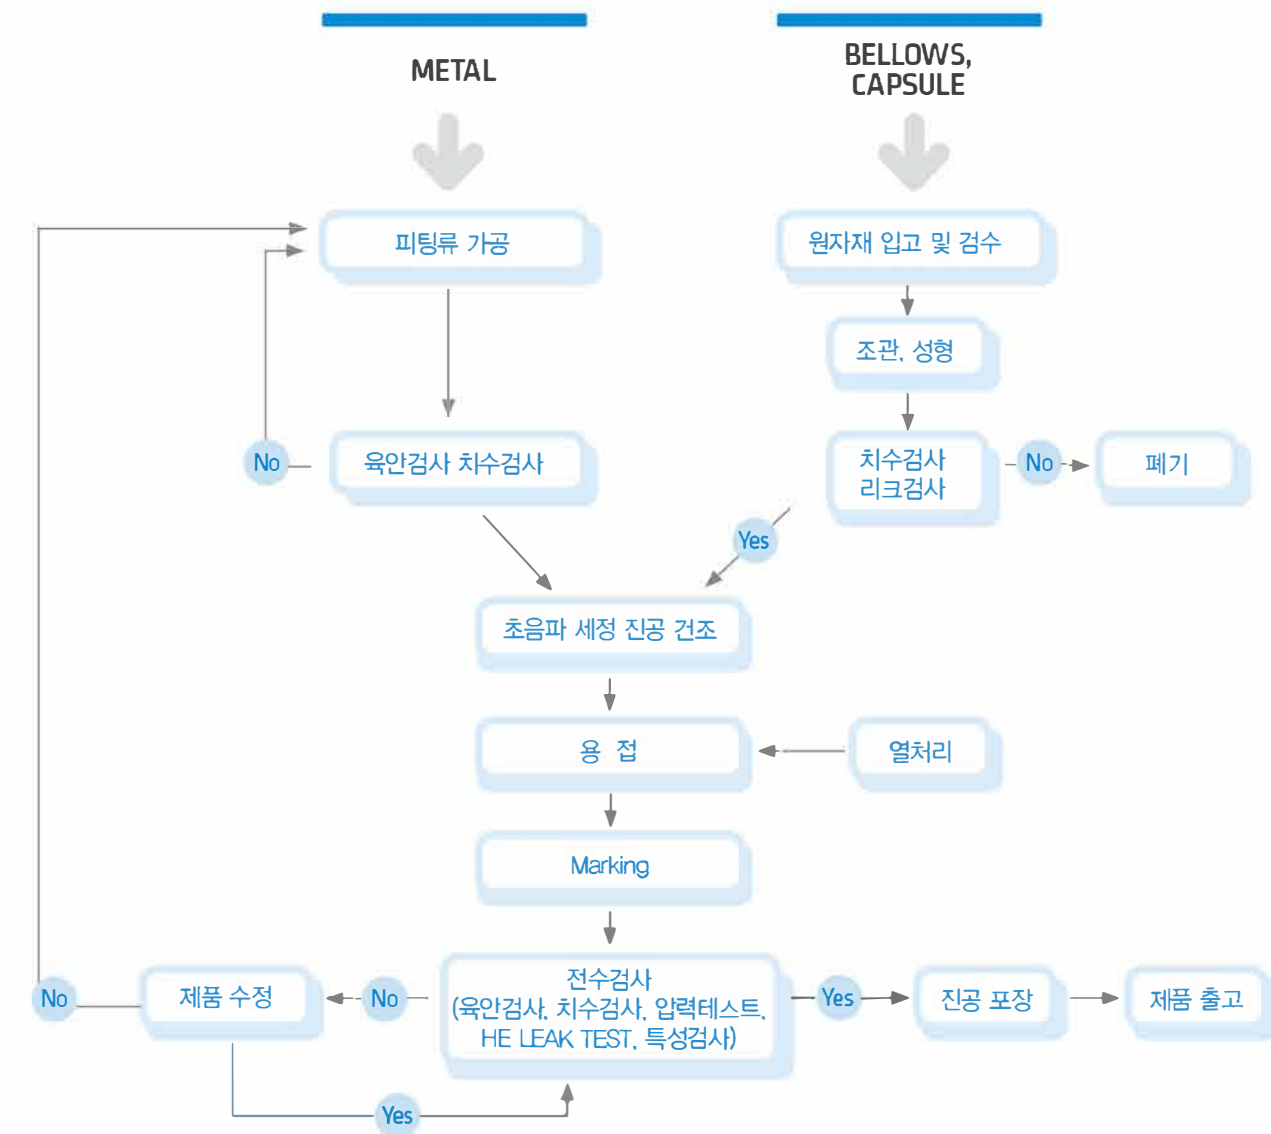 METAL
BELLOWS,
CAPSULE
피팅류 가공
원자재 입고 및 검수
조관, 성형
No
육안검사 치수검사
치수검사
리크검사
No
폐기
Yes
초음파 세정 진공 건조
용 접
열처리
Marking
No
제품 수정
No
전수검사
(육안검사, 치수검사, 압력테스트,
HE LEAK TEST, 특성검사)
Yes
진공 포장
제품 출고
Yes